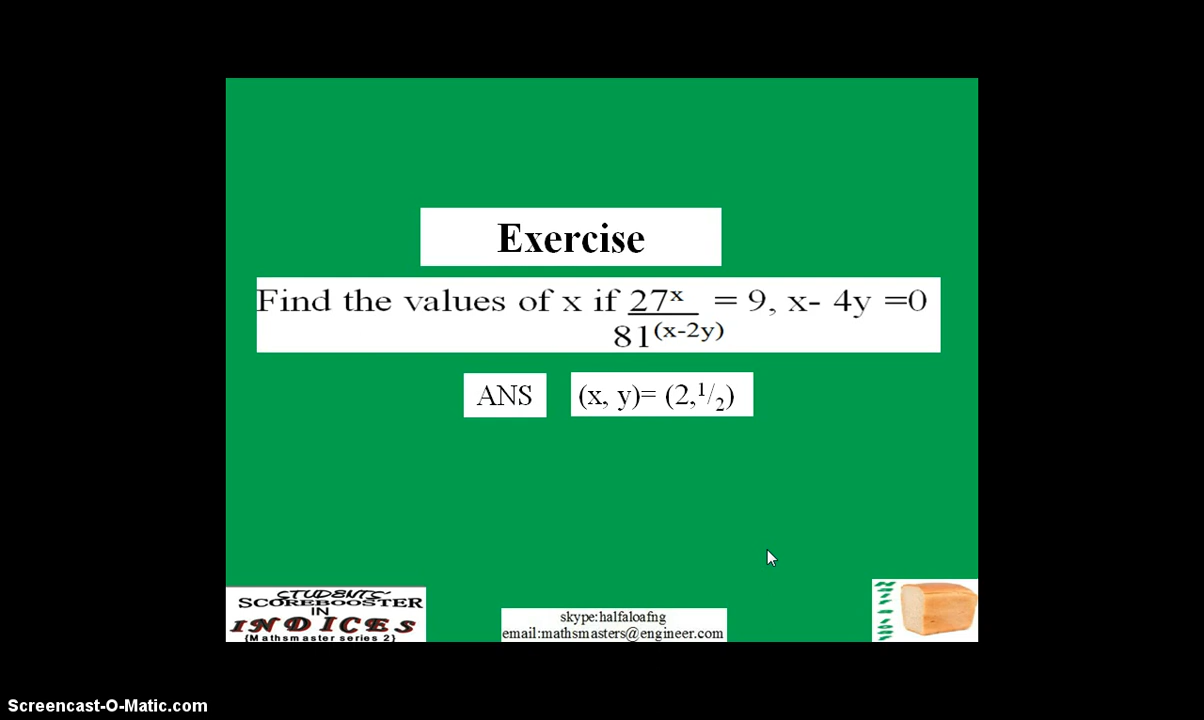 Exercise
Find the values of x if 27ˣ = 9, x- 4y =0
81⁽ˣ⁻²ʸ⁾
ANS (x, y)= (2,¹/₂)
STUDENTS'
SCOREBOOSTER
IN
INDICES
{Mathsmaster series 2}
skype:halfaloafng
email:mathsmasters@engineer.com
Screencast-O-Matic.com